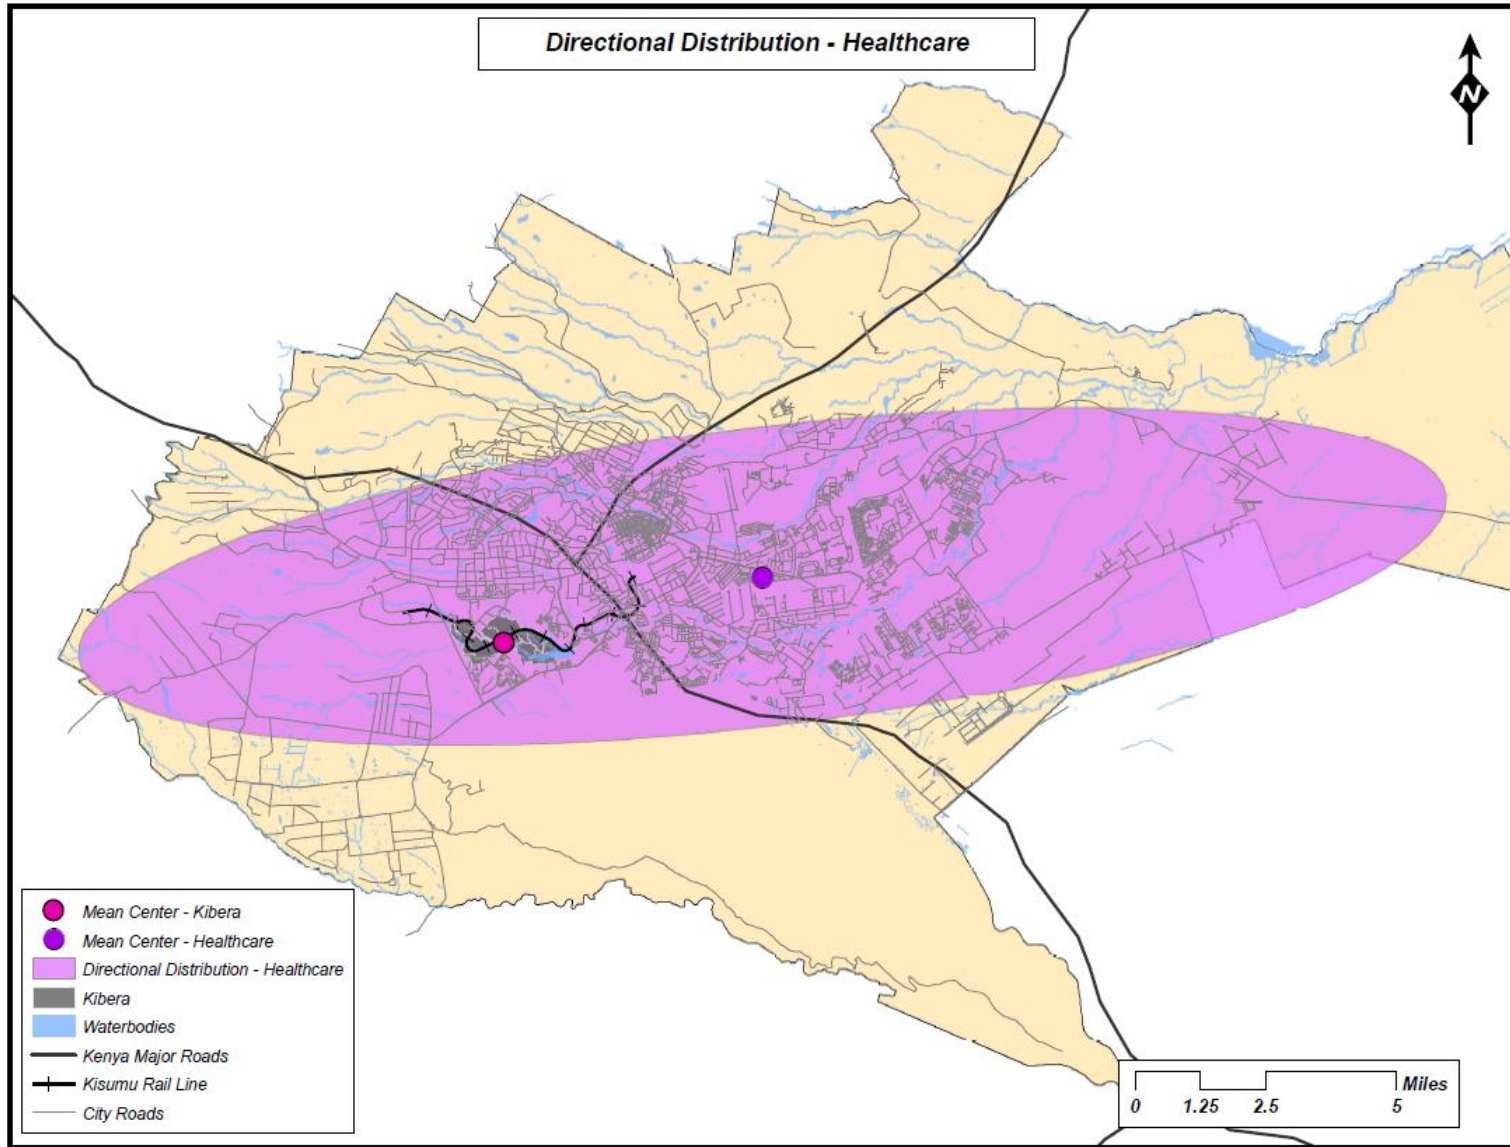 Directional Distribution - Healthcare
N
Mean Center - Kibera
Mean Center - Healthcare
Directional Distribution - Healthcare
Kibera
Waterbodies
Kenya Major Roads
Kisumu Rail Line
City Roads
Miles
0 1.25 2.5 5